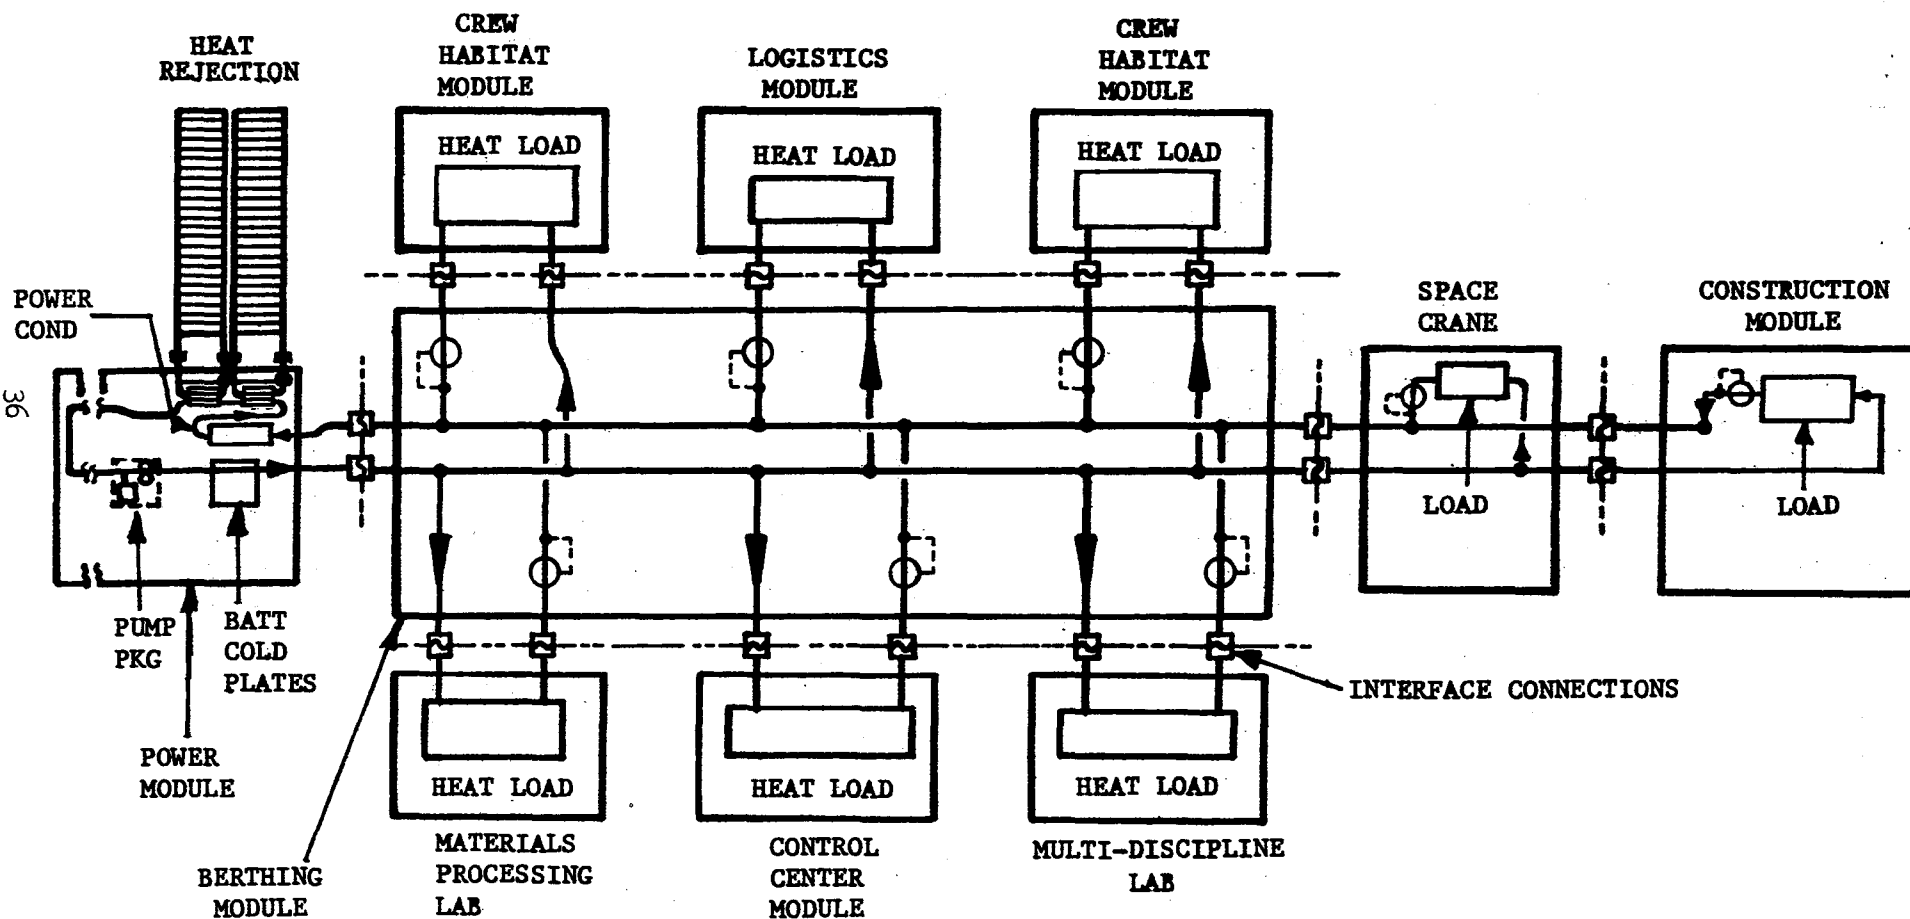 CREW
HABITAT
MODULE
HEAT
REJECTION
LOGISTICS
MODULE
CREW
HABITAT
MODULE
HEAT LOAD
HEAT LOAD
HEAT LOAD
POWER
COND
SPACE
CRANE
CONSTRUCTION
MODULE
36
LOAD
LOAD
PUMP
PKG
BATT
COLD
PLATES
INTERFACE CONNECTIONS
POWER
MODULE
HEAT LOAD
HEAT LOAD
HEAT LOAD
BERTHING
MODULE
MATERIALS
PROCESSING
LAB
CONTROL
CENTER
MODULE
MULTI-DISCIPLINE
LAB